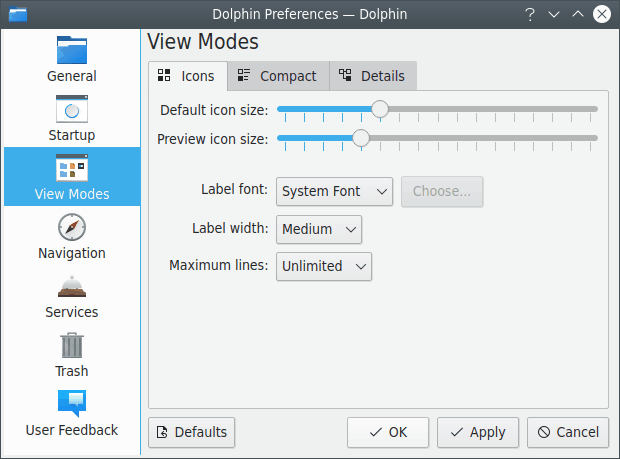 Dolphin Preferences — Dolphin
General
Startup
View Modes
Navigation
Services
Trash
User Feedback
View Modes
Icons
Compact
Details
Default icon size:
Preview icon size:
Label font: System Font Choose...
Label width: Medium
Maximum lines: Unlimited
Defaults
OK
Apply
Cancel